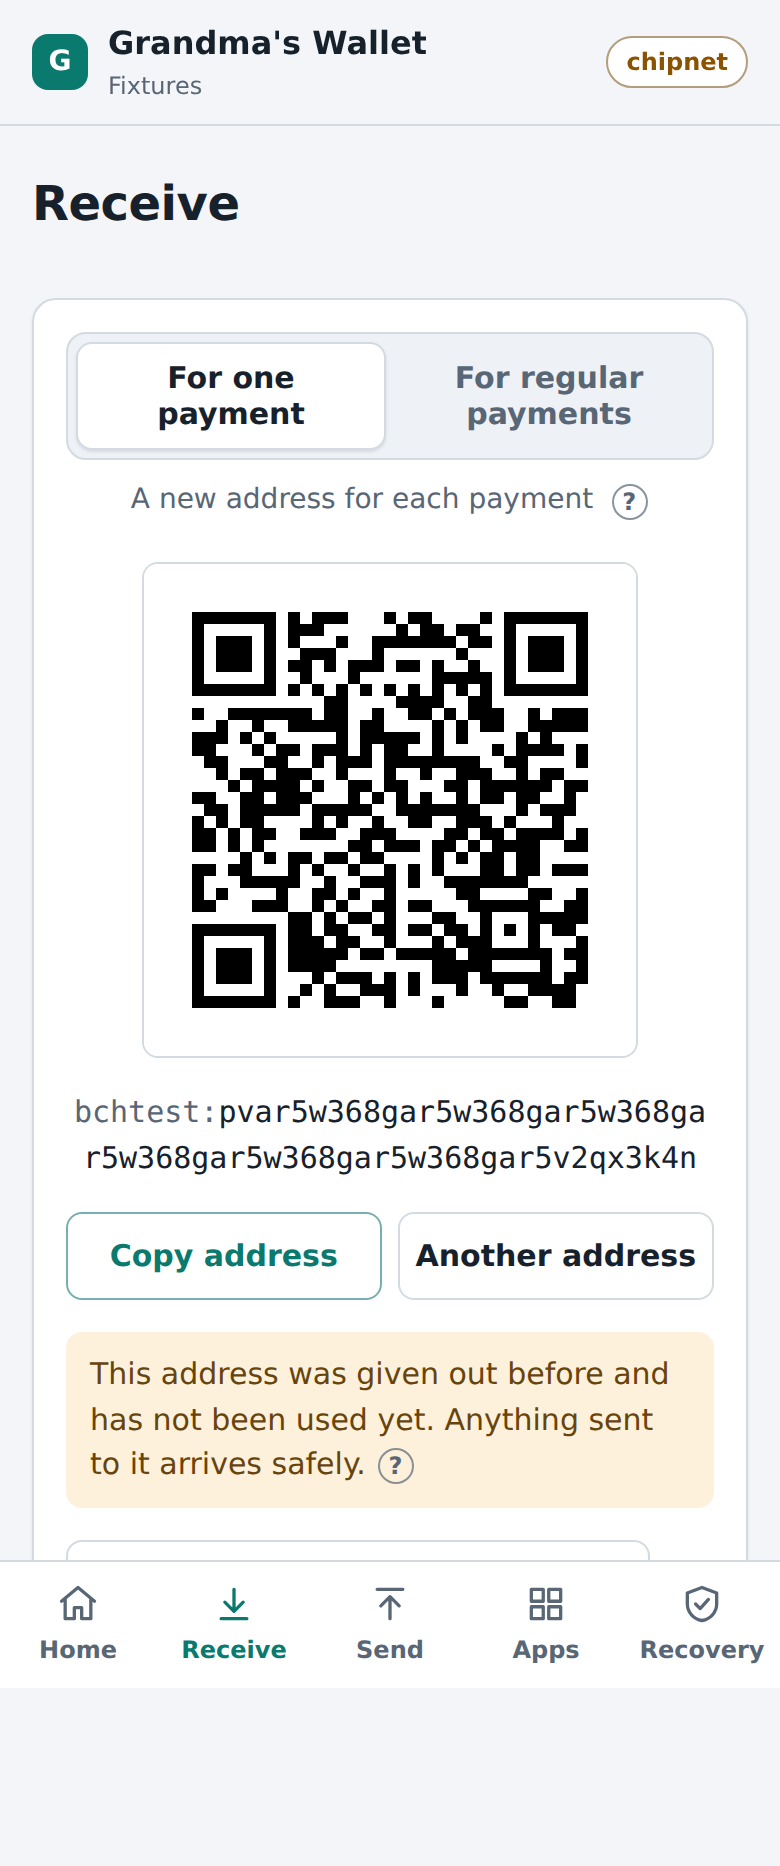 G
Grandma's Wallet
Fixtures
chipnet
Receive
For one
payment
For regular
payments
A new address for each payment ?
bchtest:pvar5w368gar5w368gar5w368ga
r5w368gar5w368gar5w368gar5v2qx3k4n
Copy address
Another address
This address was given out before and
has not been used yet. Anything sent
to it arrives safely. ?
Home
Receive
Send
Apps
Recovery